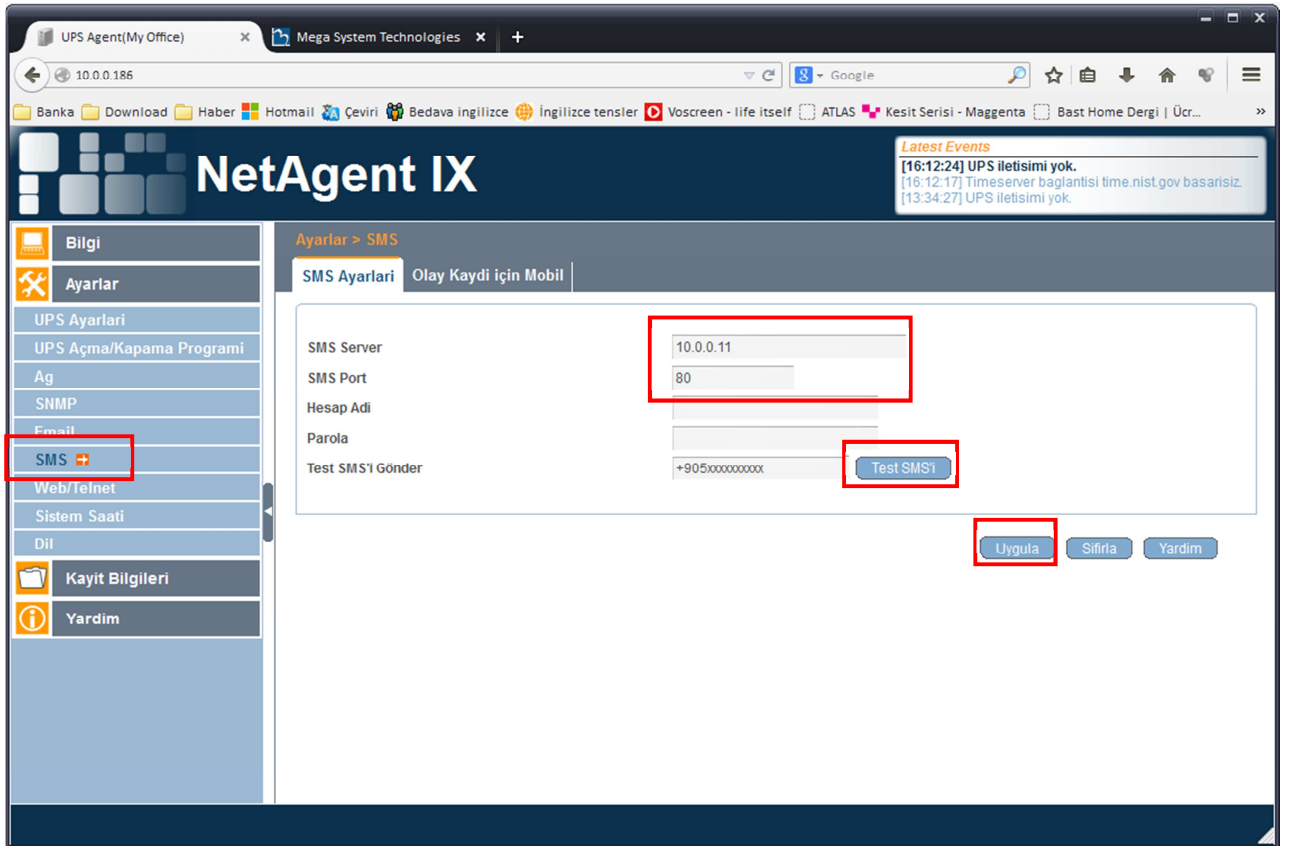 UPS Agent(My Office)
Mega System Technologies
10.0.0.186
Google
Banka Download Haber Hotmail Çeviri Bedava ingilizce İngilizce tensler Voscreen - life itself ATLAS Kesit Serisi - Maggenta Bast Home Dergi | Ücr... »
NetAgent IX
Latest Events
[16:12:24] UPS iletisimi yok.
[16:12:17] Timeserver baglantisi time.nist.gov basarisiz.
[13:34:27] UPS iletisimi yok.
Bilgi
Ayarlar
UPS Ayarlari
UPS Açma/Kapama Programi
Ag
SNMP
Email
SMS
Web/Telnet
Sistem Saati
Dil
Kayit Bilgileri
Yardim
Ayarlar > SMS
SMS Ayarlari
Olay Kaydi için Mobil
SMS Server 10.0.0.11
SMS Port 80
Hesap Adi
Parola
Test SMS'İ Gönder +905xxxxxxxxx Test SMS'i
Uygula Sifirla Yardim